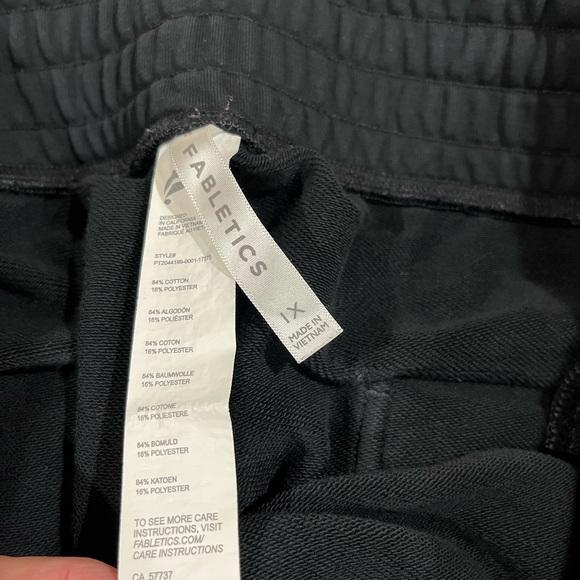 FABLETICS
1X
MADE IN
VIETNAM
DESIGNED
IN CALIFORNIA
MADE IN VIETNAM
FABRIQUÉ AU VIET
STYLE#
84% COTTON
16% POLYESTER
84% ALGODÓN
16% POLIÉSTER
84% COTON
16% POLYESTER
84% BAUMWOLLE
16% POLYESTER
84% COTONE
16% POLIESTERE
84% BOMULD
16% POLYESTER
84% KATOEN
16% POLYESTER
TO SEE MORE CARE
INSTRUCTIONS, VISIT
FABLETICS.COM/
CARE INSTRUCTIONS
CA 57737